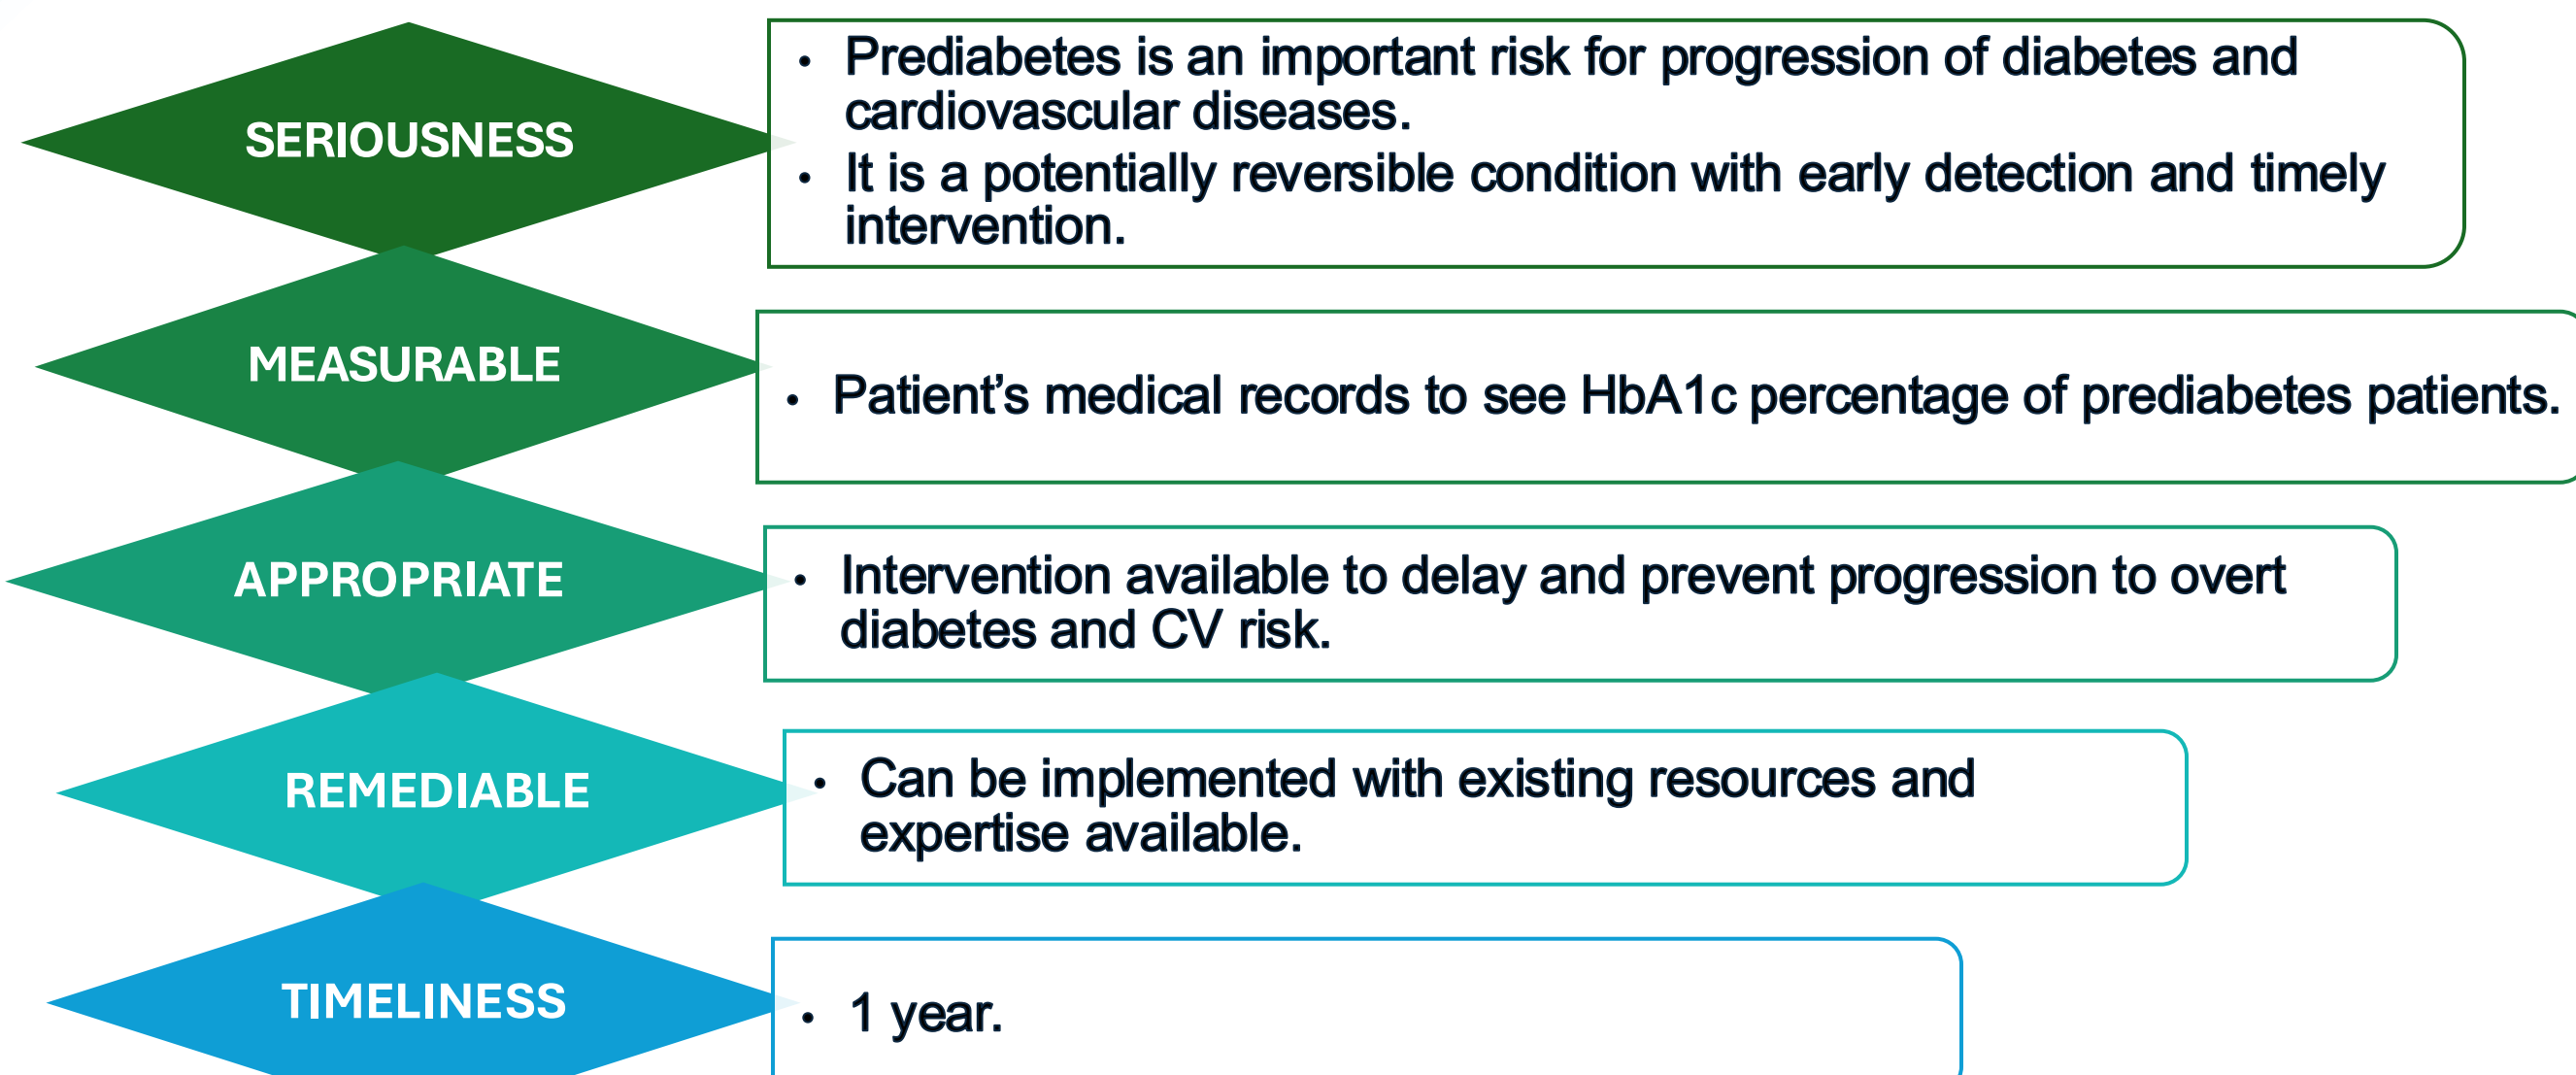 SERIOUSNESS
• Prediabetes is an important risk for progression of diabetes and
cardiovascular diseases.
• It is a potentially reversible condition with early detection and timely
intervention.
MEASURABLE
• Patient’s medical records to see HbA1c percentage of prediabetes patients.
APPROPRIATE
• Intervention available to delay and prevent progression to overt
diabetes and CV risk.
REMEDIABLE
• Can be implemented with existing resources and
expertise available.
TIMELINESS
• 1 year.